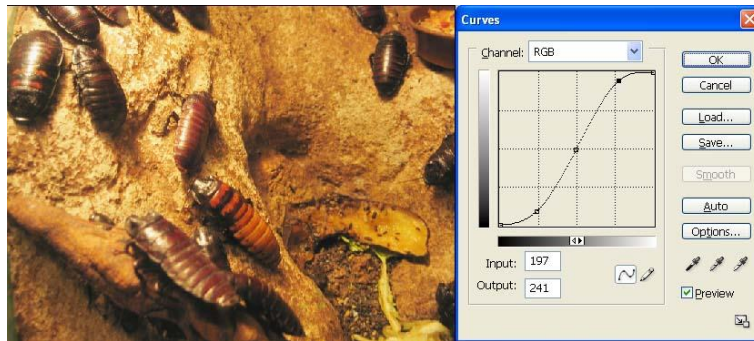 Curves
Channel: RGB
OK
Cancel
Load...
Save...
Smooth
Auto
Options...
Input: 197
Output: 241
Preview